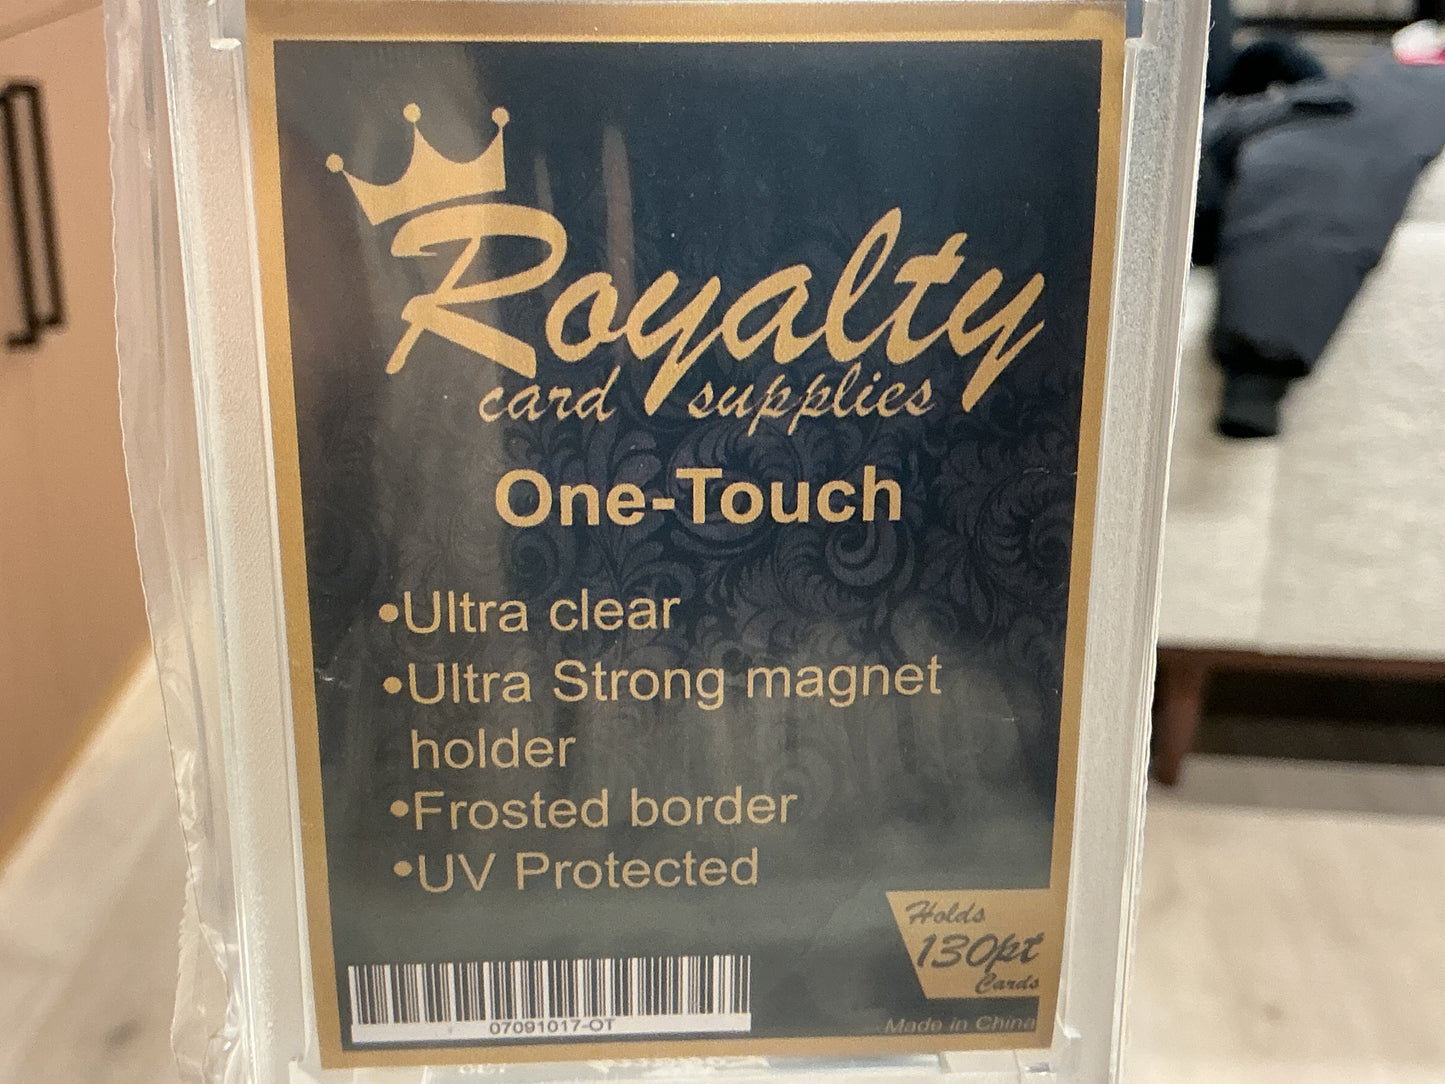 Royalty
card supplies
One-Touch
•Ultra clear
•Ultra Strong magnet
holder
•Frosted border
•UV Protected
Holds
130pt
Cards
07091017-OT
Made in China